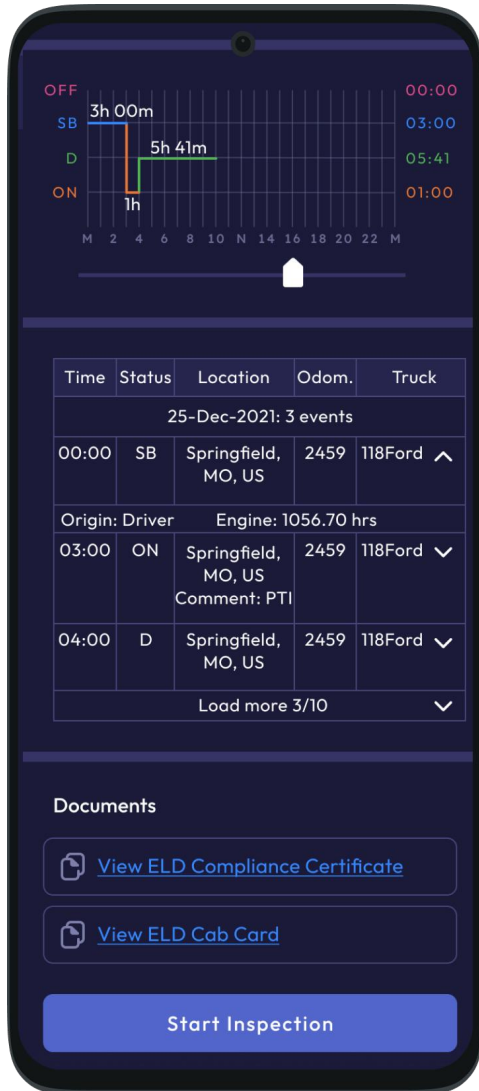 OFF 00:00
3h 00m
SB 03:00
5h 41m
D 05:41
ON 01:00
1h
M 2 4 6 8 10 N 14 16 18 20 22 M
Time Status Location Odom. Truck
25-Dec-2021: 3 events
00:00 SB Springfield, 2459 118Ford
MO, US
Origin: Driver Engine: 1056.70 hrs
03:00 ON Springfield, 2459 118Ford
MO, US
Comment: PTI
04:00 D Springfield, 2459 118Ford
MO, US
Load more 3/10
Documents
View ELD Compliance Certificate
View ELD Cab Card
Start Inspection